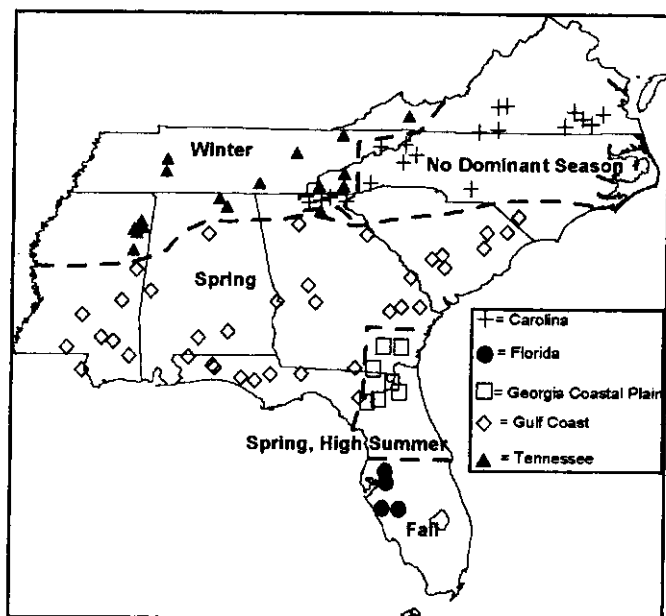 Winter
No Dominant Season
Spring
= Carolina
= Florida
= Georgia Coastal Plain
= Gulf Coast
= Tennessee
Spring, High Summer
Fall